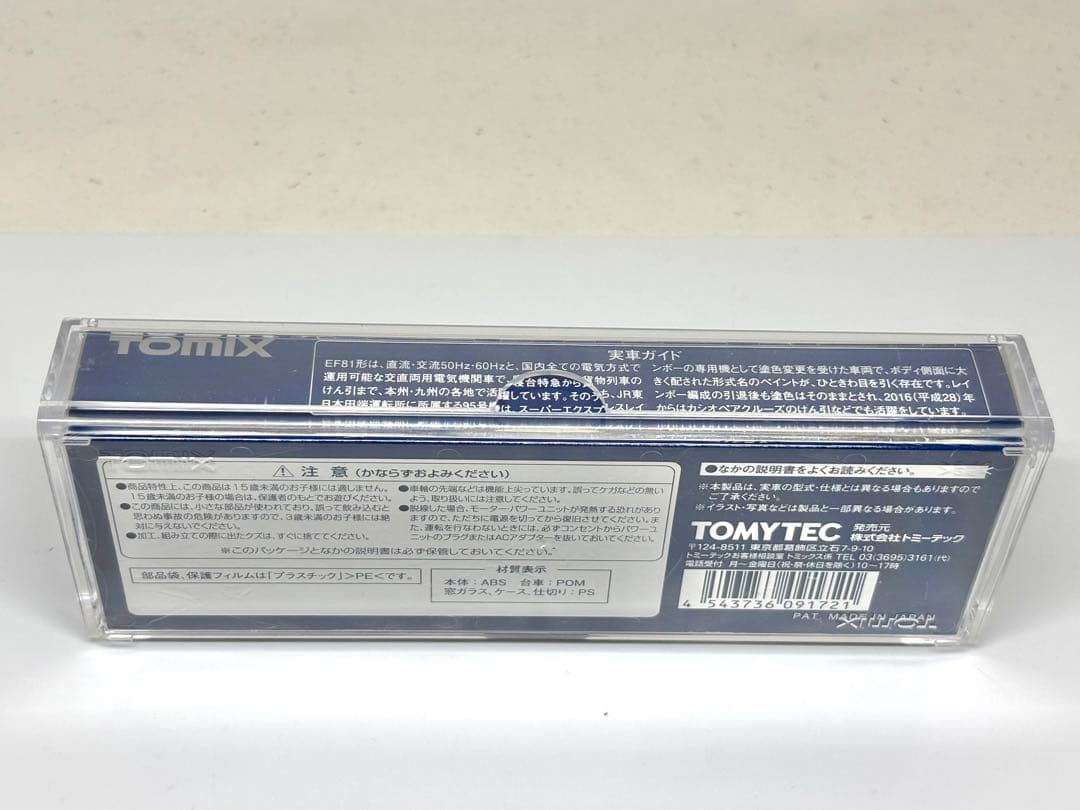 TOMIX
実車ガイド
EF81形は、直流・交流50Hz・60Hzと、国内全ての電気方式で
運用可能な交直両用電気機関車で、寝台特急から貨物列車の
けん引まで、本州・九州の各地で活躍しています。そのうち、JR東
日本田端運転所に所属する95号機は、スーパーエクスプレスレイ
ンボーの専用機として塗色変更を受けた車両で、ボディ側面に大
きく配された形式名のペイントが、ひときわ目を引く存在です。レイ
ンボー編成の引退後も塗色はそのままとされ、2016(平成28)年
からはカシオペアクルーズのけん引などでも活躍をしています。
⚠注意(かならずおよみください)
●商品特性上、この商品は15歳未満のお子様には適しません。
15歳未満のお子様の場合は、保護者のもとでお遊びください。
●この商品には、小さな部品が使われており、誤って飲み込むと
思わぬ事故の危険がありますので、3歳未満のお子様には絶
対に与えないでください。
●加工、組み立ての際に出たクズは、すぐに捨ててください。
●車軸の先端などは機能上尖っています。誤ってケガなどの無い
よう、取り扱いには注意してください。
●脱線した場合、モーター・パワーユニットが発熱する恐れがあり
ますので、ただちに電源を切ってから復旧させてください。ま
た、運転を行なわないときには、必ずコンセントからパワーユ
ニットのプラグまたはACアダプターを抜いておいてください。
※このパッケージとなかの説明書は必ず保管しておいてください。
部品袋、保護フィルムは「プラスチック」>PE<です。
材質表示
本体:ABS 台車:POM
窓ガラス、ケース、仕切り:PS
●なかの説明書をよくお読みください。
※本製品は、実車の型式・仕様とは異なる場合もありますので
ご了承ください。
※イラスト・写真などは製品と一部異なる場合があります。
TOMYTEC 発売元 株式会社トミーテック
〒124-8511 東京都葛飾区立石7-9-10
トミーテックお客様相談室 トミックス係 TEL 03(3695)3161(代)
電話受付 月〜金曜日(祝・祭・休日を除く)10〜17時
4 543736 091721
PAT. MADE IN JAPAN
TOMIX